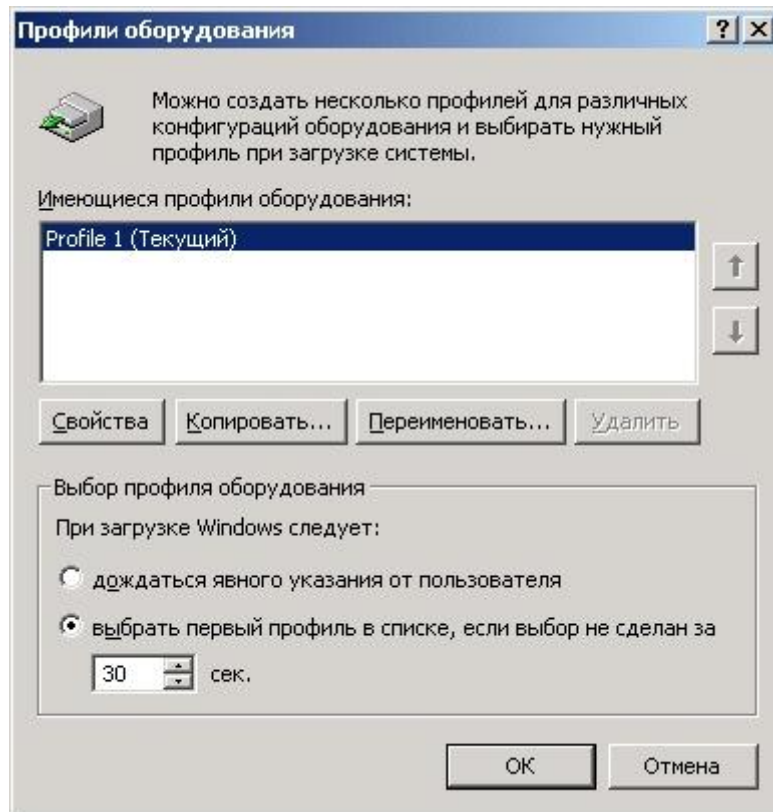 Профили оборудования
Можно создать несколько профилей для различных
конфигураций оборудования и выбирать нужный
профиль при загрузке системы.
Имеющиеся профили оборудования:
Profile 1 (Текущий)
Свойства Копировать... Переименовать... Удалить
Выбор профиля оборудования
При загрузке Windows следует:
дождаться явного указания от пользователя
выбрать первый профиль в списке, если выбор не сделан за
30 сек.
ОК Отмена